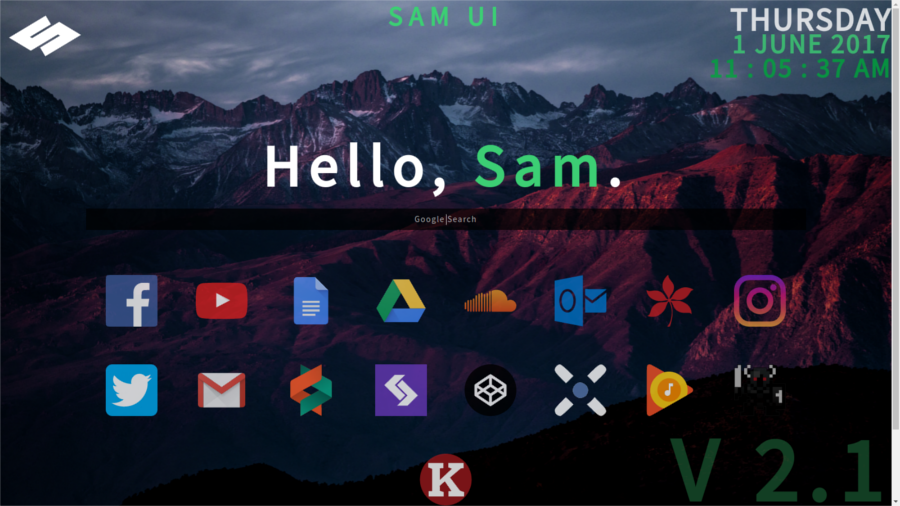 SAM UI
THURSDAY
1 JUNE 2017
11 : 05 : 37 AM
Hello, Sam.
Google|Search
K
V 2.1